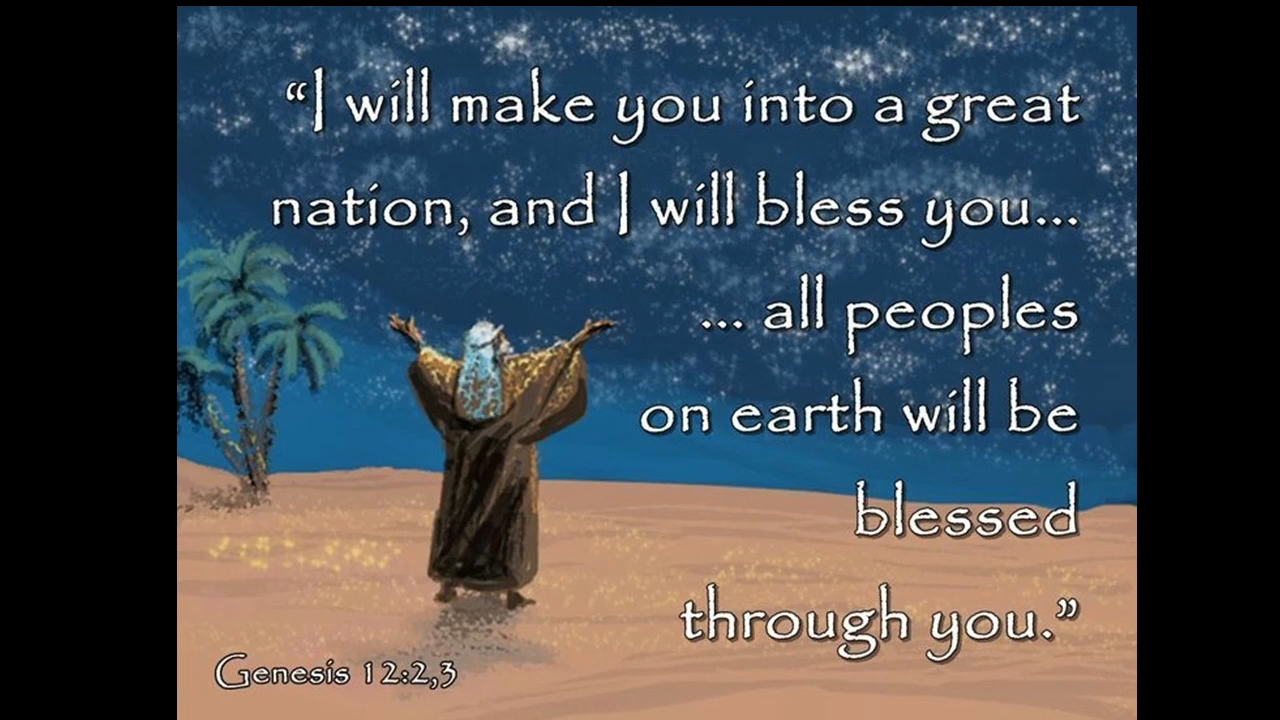 “I will make you into a great
nation, and I will bless you...
... all peoples
on earth will be
blessed
through you.”
Genesis 12:2,3